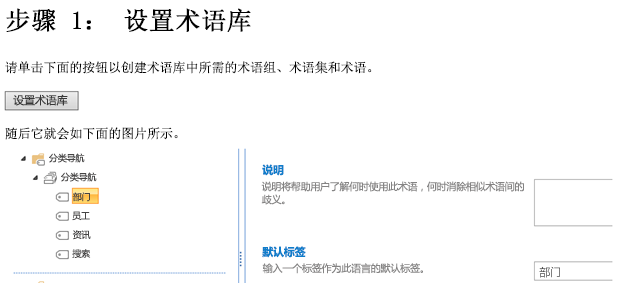 步骤 1： 设置术语库
请单击下面的按钮以创建术语库中所需的术语组、术语集和术语。
设置术语库
随后它就会如下面的图片所示。
分类导航
分类导航
部门
员工
资讯
搜索
说明
说明将帮助用户了解何时使用此术语，何时消除相似术语间的
歧义。
默认标签
输入一个标签作为此语言的默认标签。
部门